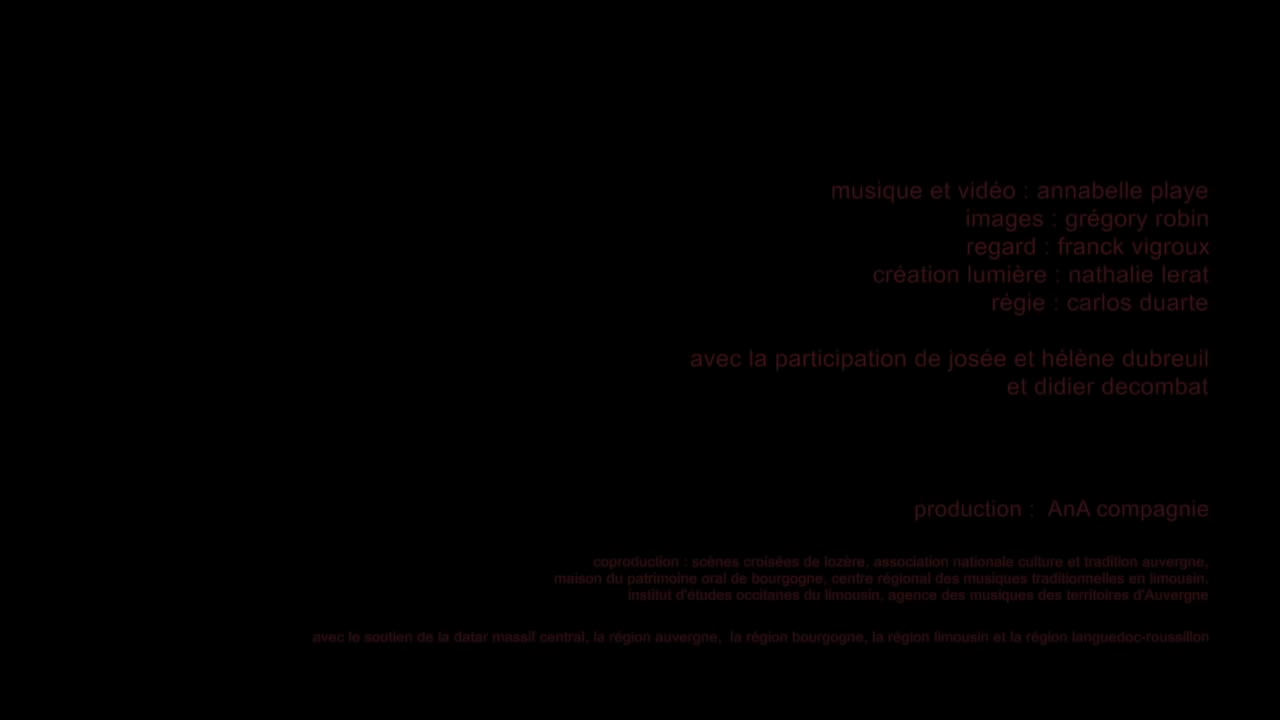 musique et vidéo : annabelle playe
images : grégory robin
regard : franck vigroux
création lumière : nathalie lerat
régie : carlos duarte
avec la participation de josée et hélène dubreuil
et didier decombat
production :  AnA compagnie
coproduction : scènes croisées de lozère, association nationale culture et tradition auvergne,
maison du patrimoine oral de bourgogne, centre régional des musiques traditionnelles en limousin,
institut d'études occitanes du limousin, agence des musiques des territoires d'Auvergne
avec le soutien de la datar massif central, la région auvergne,  la région bourgogne, la région limousin et la région languedoc-roussillon